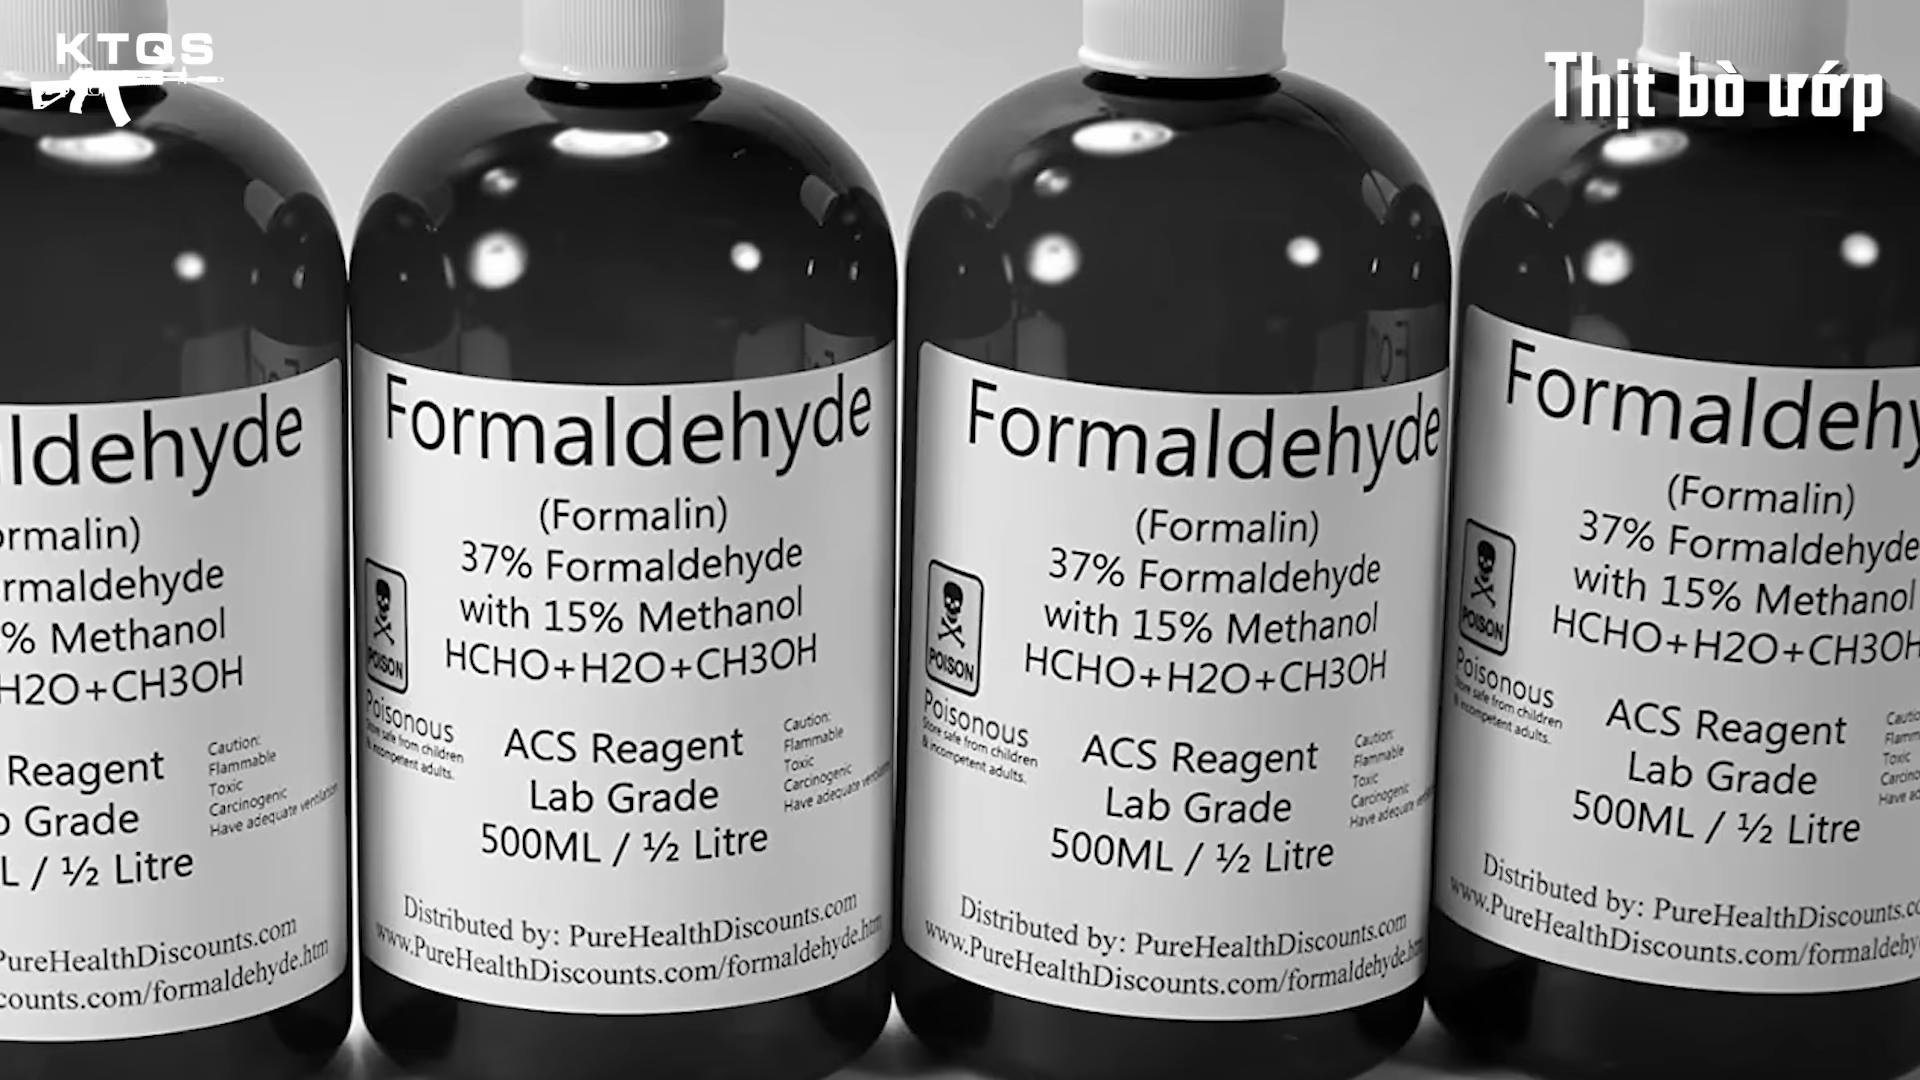 KTQS
Thịt bò ướp
ldehyde
ormalin)
rmaldehyde
% Methanol
H2O+CH3OH
Reagent
Grade
L / ½ Litre
Caution:
Flammable
Toxic
Carcinogenic
Have adequate ventilation
PureHealthDiscounts.com
counts.com/formaldehyde.htm
Formaldehyde
(Formalin)
37% Formaldehyde
with 15% Methanol
HCHO+H2O+CH3OH
POISON
Poisonous
Store safe from children
& incompetent adults.
ACS Reagent
Lab Grade
500ML / ½ Litre
Caution:
Flammable
Toxic
Carcinogenic
Have adequate ventilation
Distributed by: PureHealthDiscounts.com
www.PureHealthDiscounts.com/formaldehyde.htm
Formaldehyde
(Formalin)
37% Formaldehyde
with 15% Methanol
HCHO+H2O+CH3OH
POISON
Poisonous
Store safe from children
& incompetent adults.
ACS Reagent
Lab Grade
500ML / ½ Litre
Caution:
Flammable
Toxic
Carcinogenic
Have adequate
Distributed by: PureHealthDiscounts.com
www.PureHealthDiscounts.com/formaldehyde.htm
Formaldehy
(Formalin)
37% Formaldehyde
with 15% Methanol
HCHO+H2O+CH3OH
POISON
Poisonous
Store safe from children
& incompetent adults.
ACS Reagent
Lab Grade
500ML / ½ Litre
Distributed by: PureHealthDiscounts.co
www.PureHealthDiscounts.com/formaldehy